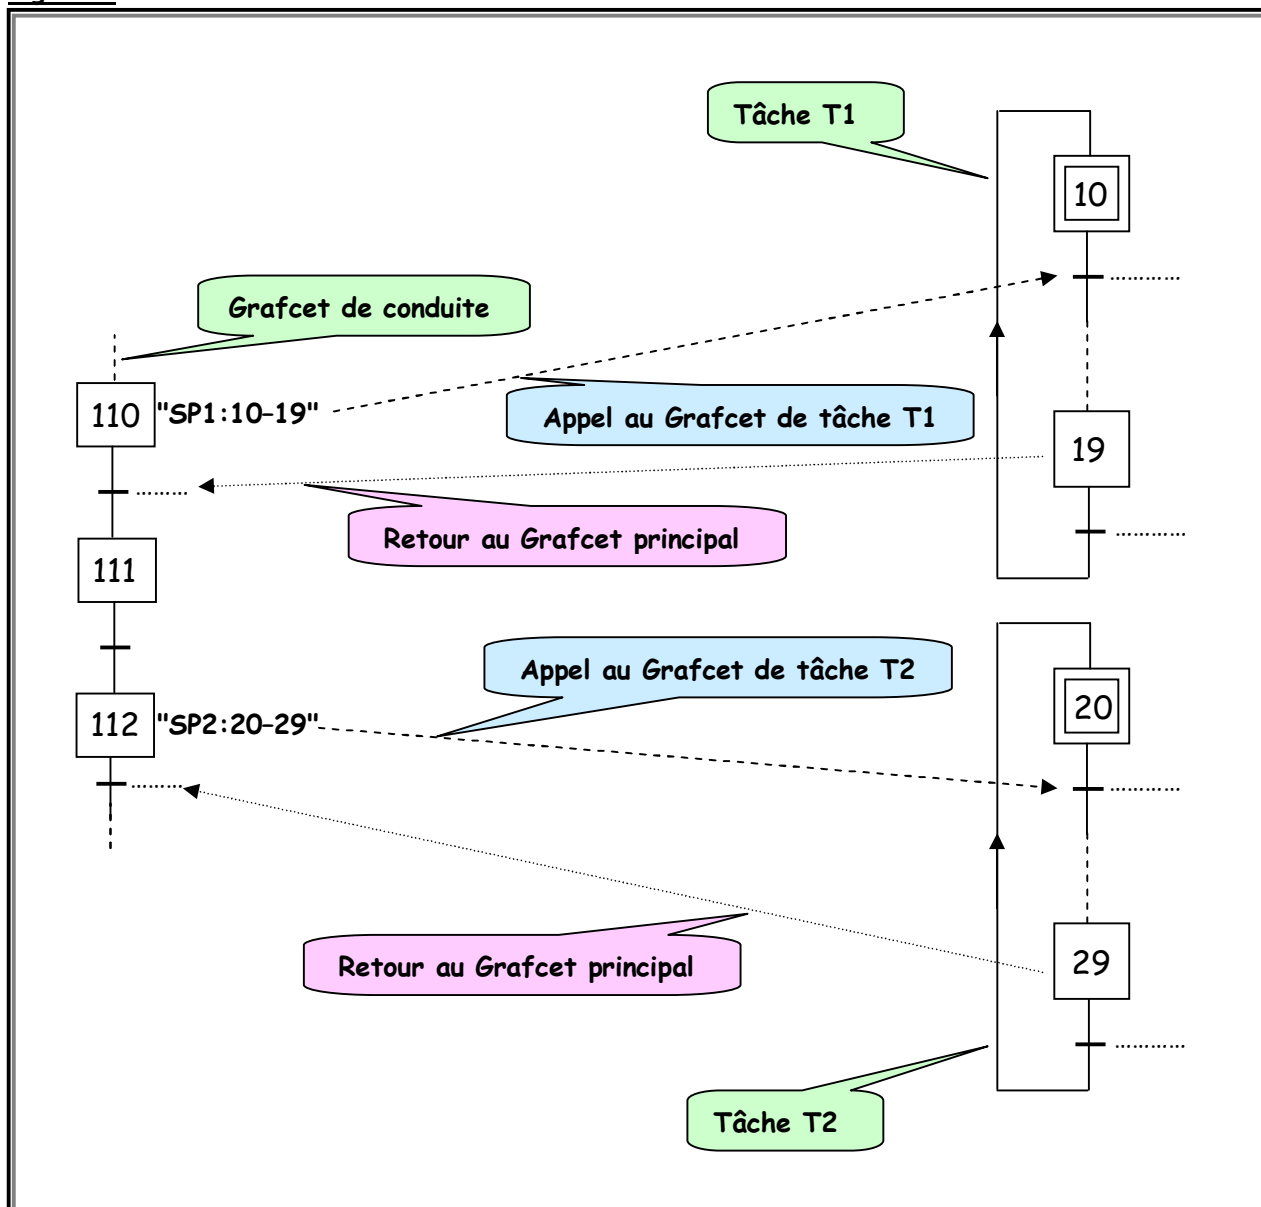 Tâche T1
10
…………
Grafcet de conduite
110 "SP1:10–19"
Appel au Grafcet de tâche T1
19
………
Retour au Grafcet principal
…………
111
Appel au Grafcet de tâche T2
20
112 "SP2:20–29"
………
…………
29
Retour au Grafcet principal
…………
Tâche T2